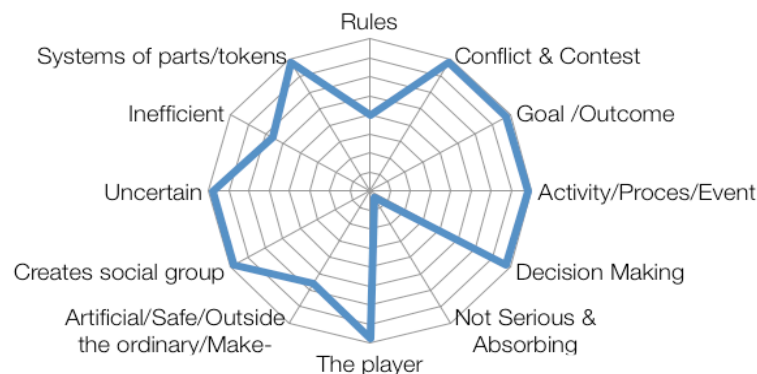 Rules
Systems of parts/tokens
Conflict & Contest
Inefficient
Goal /Outcome
Uncertain
Activity/Proces/Event
Creates social group
Decision Making
Artificial/Safe/Outside
the ordinary/Make-
Not Serious &
Absorbing
The player